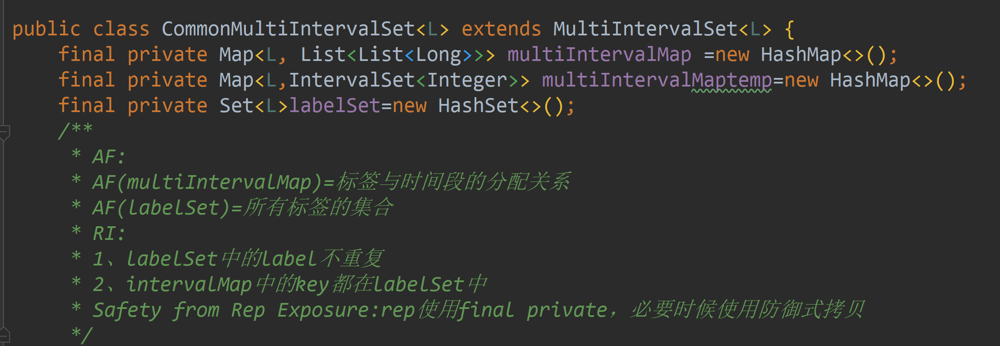 public class CommonMultiIntervalSet<L> extends MultiIntervalSet<L> {
final private Map<L, List<List<Long>>> multiIntervalMap =new HashMap<>();
final private Map<L,IntervalSet<Integer>> multiIntervalMaptemp=new HashMap<>();
final private Set<L>labelSet=new HashSet<>();
/**
* AF:
* AF(multiIntervalMap)=标签与时间段的分配关系
* AF(labelSet)=所有标签的集合
* RI:
* 1、labelSet中的label不重复
* 2、intervalMap中的key都在labelSet中
* Safety from Rep Exposure:rep使用final private，必要时候使用防御式拷贝
*/